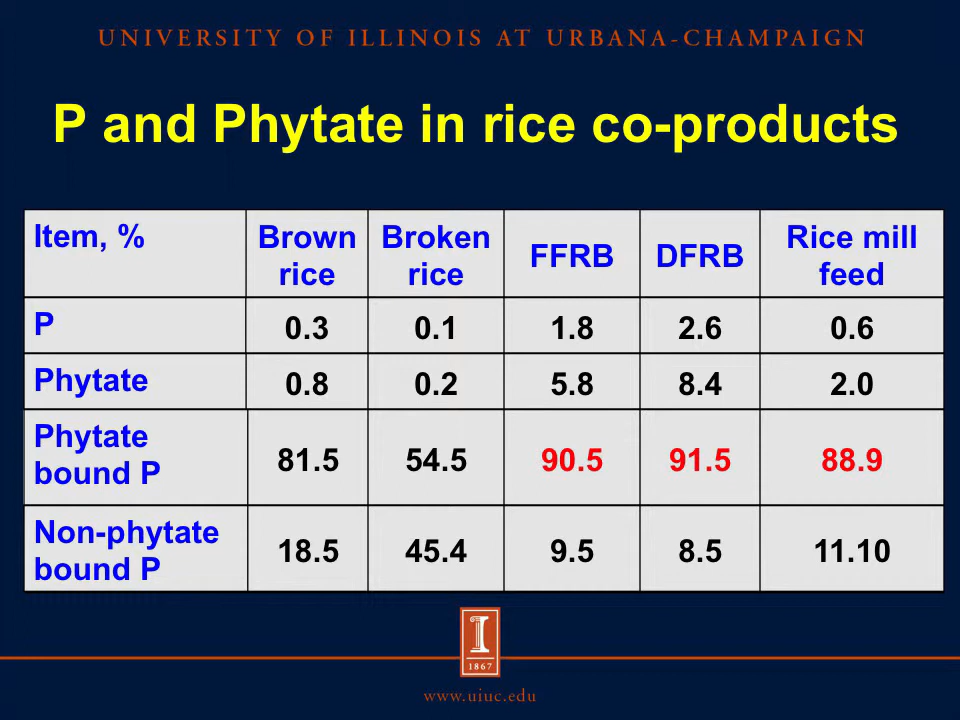 UNIVERSITY OF ILLINOIS AT URBANA-CHAMPAIGN
P and Phytate in rice co-products
Item, % Brown rice Broken rice FFRB DFRB Rice mill feed
P 0.3 0.1 1.8 2.6 0.6
Phytate 0.8 0.2 5.8 8.4 2.0
Phytate bound P 81.5 54.5 90.5 91.5 88.9
Non-phytate bound P 18.5 45.4 9.5 8.5 11.10
I
1867
www.uiuc.edu